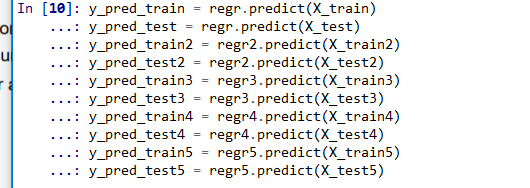 In [10]: y_pred_train = regr.predict(X_train)
...: y_pred_test = regr.predict(X_test)
...: y_pred_train2 = regr2.predict(X_train2)
...: y_pred_test2 = regr2.predict(X_test2)
...: y_pred_train3 = regr3.predict(X_train3)
...: y_pred_test3 = regr3.predict(X_test3)
...: y_pred_train4 = regr4.predict(X_train4)
...: y_pred_test4 = regr4.predict(X_test4)
...: y_pred_train5 = regr5.predict(X_train5)
...: y_pred_test5 = regr5.predict(X_test5)